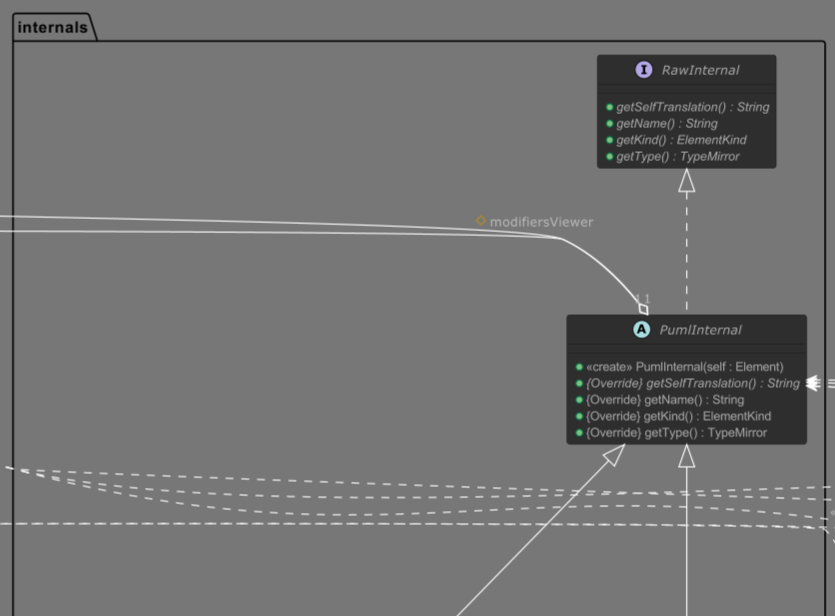 internals
I RawInternal
getSelfTranslation() : String
getName() : String
getKind() : ElementKind
getType() : TypeMirror
modifiersViewer
1 1
A PumlInternal
«create» PumlInternal(self : Element)
{Override} getSelfTranslation() : String
{Override} getName() : String
{Override} getKind() : ElementKind
{Override} getType() : TypeMirror